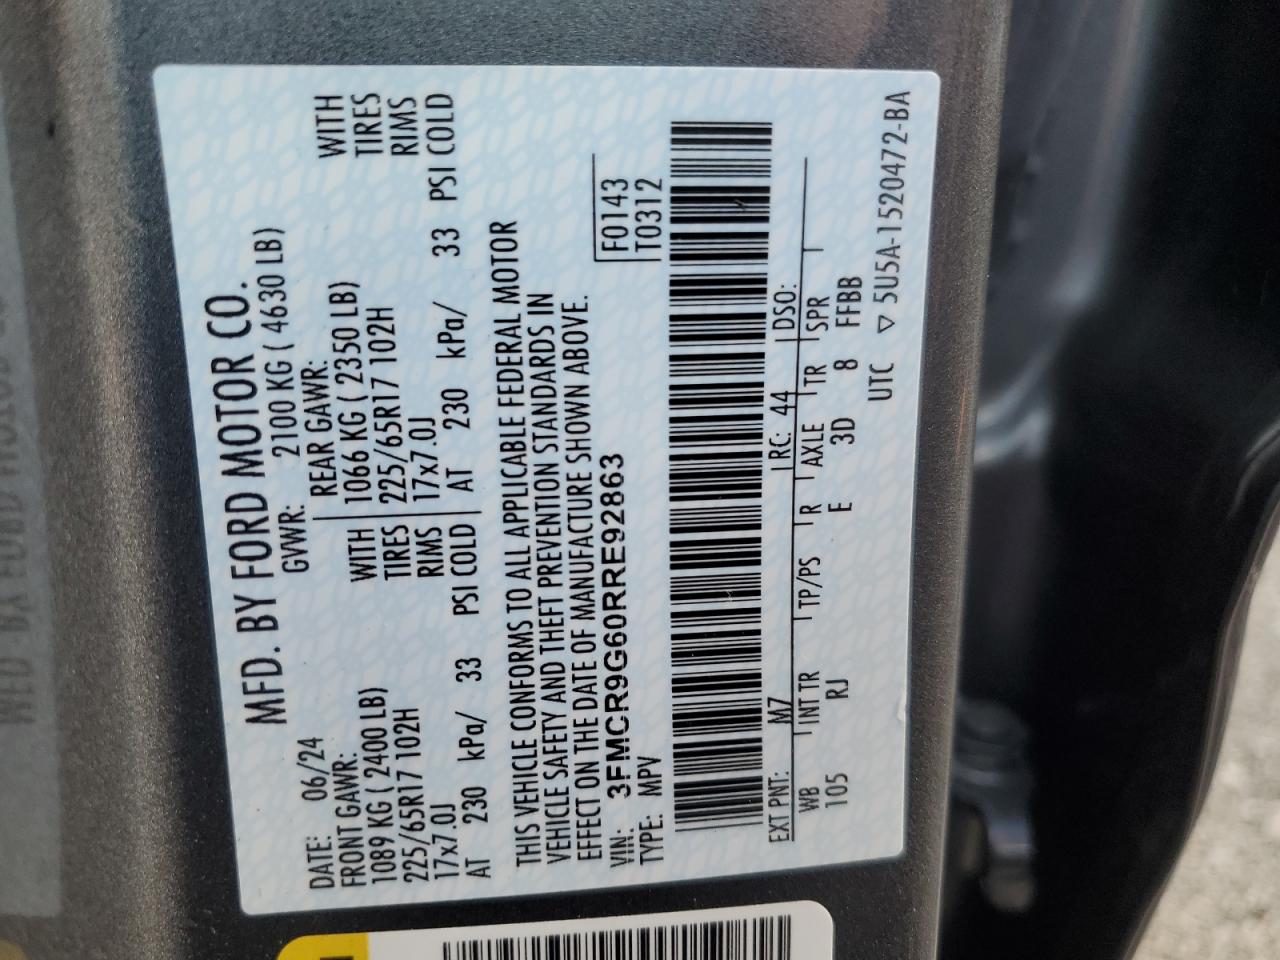 MFD. BY FORD MOTOR CO.
DATE: 06/24 GVWR: 2100 KG ( 4630 LB)
FRONT GAWR: REAR GAWR:
1089 KG ( 2400 LB) WITH 1066 KG ( 2350 LB) WITH
225/65R17 102H TIRES 225/65R17 102H TIRES
17x7.0J RIMS 17x7.0J RIMS
AT 230 kPa/ 33 PSI COLD AT 230 kPa/ 33 PSI COLD
THIS VEHICLE CONFORMS TO ALL APPLICABLE FEDERAL MOTOR
VEHICLE SAFETY AND THEFT PREVENTION STANDARDS IN
EFFECT ON THE DATE OF MANUFACTURE SHOWN ABOVE.
VIN: 3FMCR9G60RRE92863 F0143
TYPE: MPV T0312
EXT PNT: M7 RC: 44 DSO:
WB INT TR TP/PS R AXLE TR SPR
105 RJ E 3D 8 FFBB
UTC ▽ 5U5A-1520472-BA